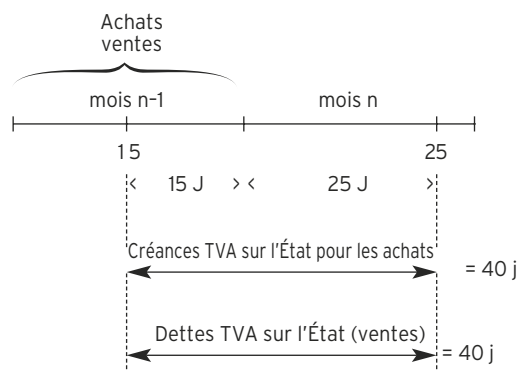 Achats
ventes
mois n-1 mois n
15 25
< 15 J > < 25 J >
Créances TVA sur l'État pour les achats
= 40 j
Dettes TVA sur l'État (ventes)
= 40 j